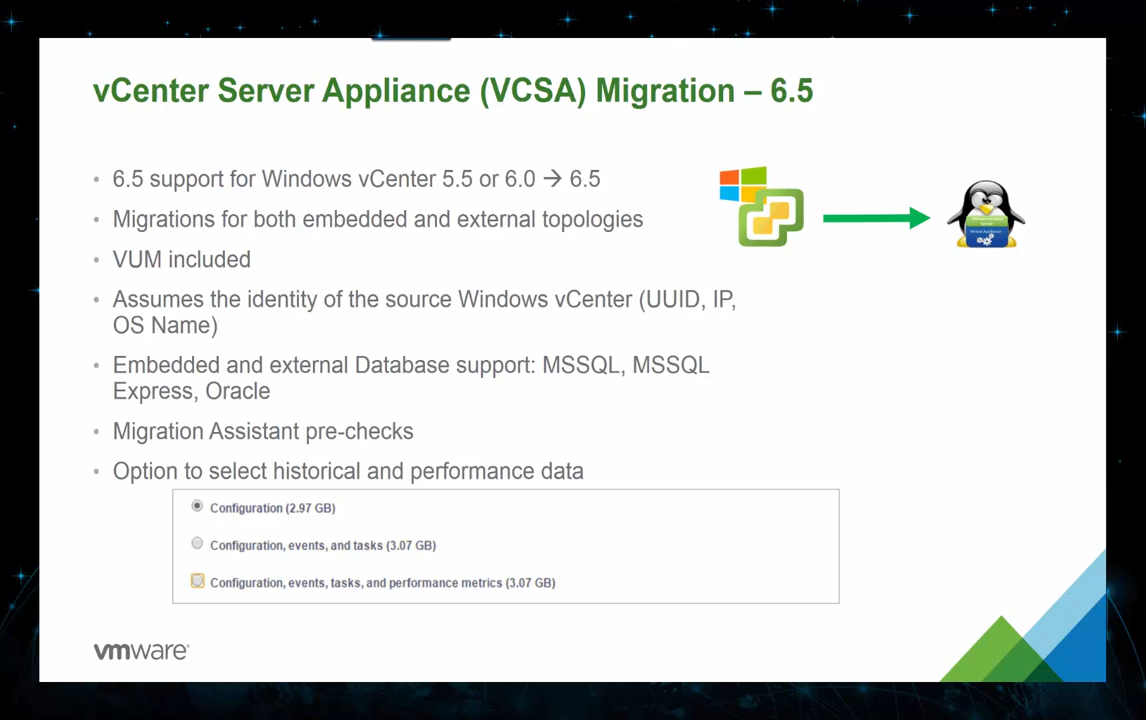 vCenter Server Appliance (VCSA) Migration – 6.5
• 6.5 support for Windows vCenter 5.5 or 6.0 → 6.5
• Migrations for both embedded and external topologies
• VUM included
• Assumes the identity of the source Windows vCenter (UUID, IP,
OS Name)
• Embedded and external Database support: MSSQL, MSSQL
Express, Oracle
• Migration Assistant pre-checks
• Option to select historical and performance data
Configuration (2.97 GB)
Configuration, events, and tasks (3.07 GB)
Configuration, events, tasks, and performance metrics (3.07 GB)
vmware®